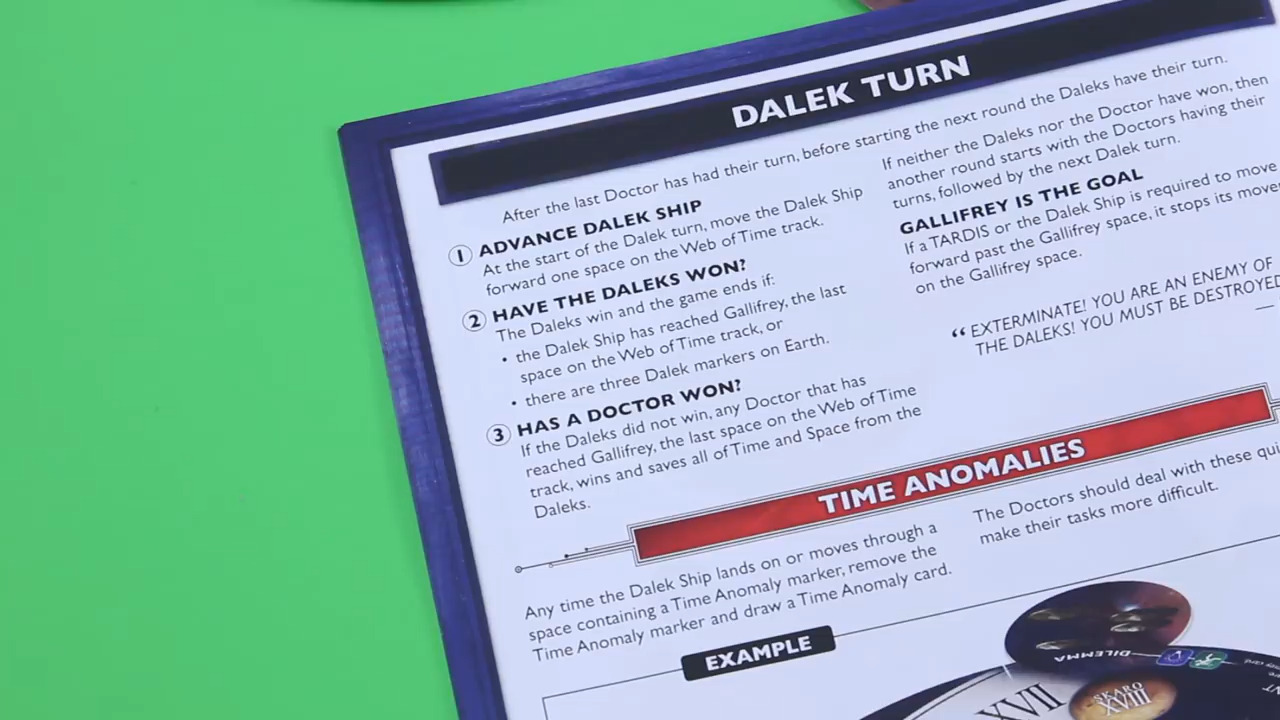 DALEK TURN
After the last Doctor has had their turn, before starting the next round the Daleks have their turn.
1 ADVANCE DALEK SHIP
At the start of the Dalek turn, move the Dalek Ship
forward one space on the Web of Time track.
2 HAVE THE DALEKS WON?
The Daleks win and the game ends if:
• the Dalek Ship has reached Gallifrey, the last
space on the Web of Time track, or
• there are three Dalek markers on Earth.
3 HAS A DOCTOR WON?
If the Daleks did not win, any Doctor that has
reached Gallifrey, the last space on the Web of Time
track, wins and saves all of Time and Space from the
Daleks.
If neither the Daleks nor the Doctor have won, then
another round starts with the Doctors having their
turns, followed by the next Dalek turn.
GALLIFREY IS THE GOAL
If a TARDIS or the Dalek Ship is required to move
forward past the Gallifrey space, it stops its move
on the Gallifrey space.
“ EXTERMINATE! YOU ARE AN ENEMY OF
THE DALEKS! YOU MUST BE DESTROYED
—
TIME ANOMALIES
Any time the Dalek Ship lands on or moves through a
space containing a Time Anomaly marker, remove the
Time Anomaly marker and draw a Time Anomaly card.
The Doctors should deal with these qui
make their tasks more difficult.
EXAMPLE
DILEMMA
XVII
SKARO
XVIII